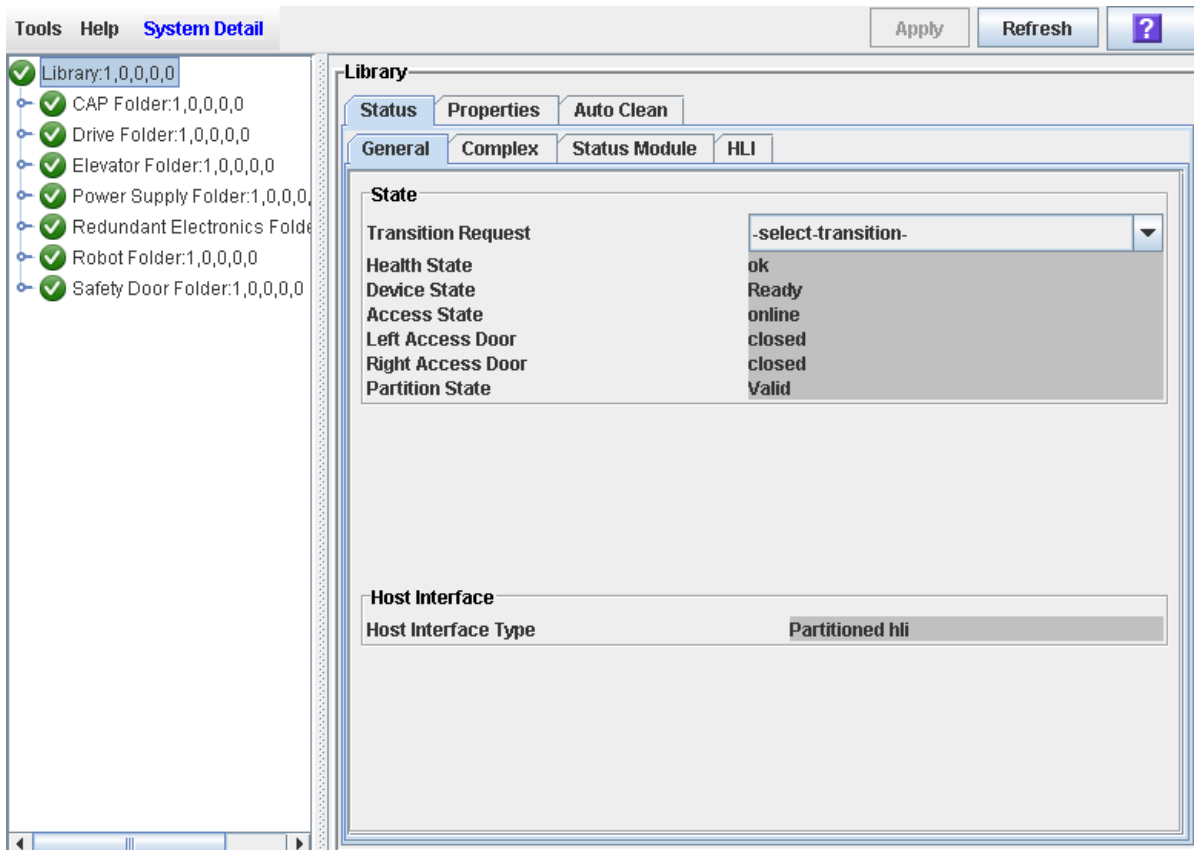 Tools Help System Detail
Apply Refresh ?
Library:1,0,0,0,0
CAP Folder:1,0,0,0,0
Drive Folder:1,0,0,0,0
Elevator Folder:1,0,0,0,0
Power Supply Folder:1,0,0,0,
Redundant Electronics Folde
Robot Folder:1,0,0,0,0
Safety Door Folder:1,0,0,0,0
Library
Status Properties Auto Clean
General Complex Status Module HLI
State
Transition Request -select-transition-
Health State ok
Device State Ready
Access State online
Left Access Door closed
Right Access Door closed
Partition State Valid
Host Interface
Host Interface Type Partitioned hli